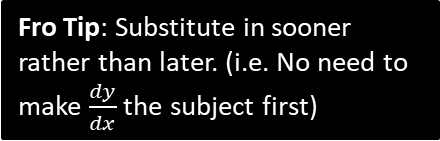 Fro Tip: Substitute in sooner
rather than later. (i.e. No need to
make dy/dx the subject first)